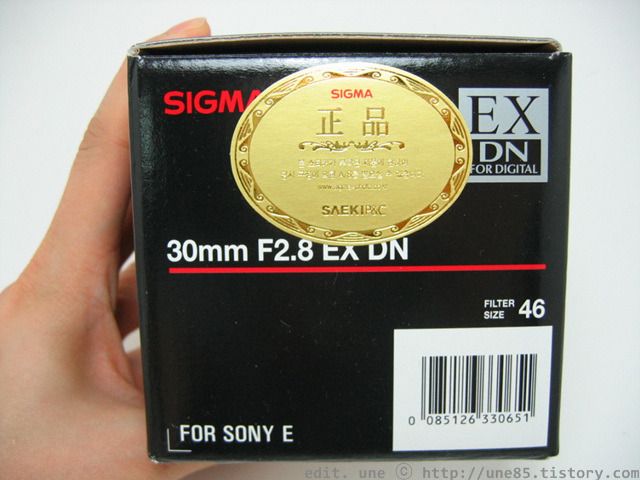 SIGMA
SIGMA
正品
EX
DN
FOR DIGITAL
SAEKI P&C
30mm F2.8 EX DN
FILTER
SIZE 46
0 085126 330651
FOR SONY E
edit. une © http://une85.tistory.com